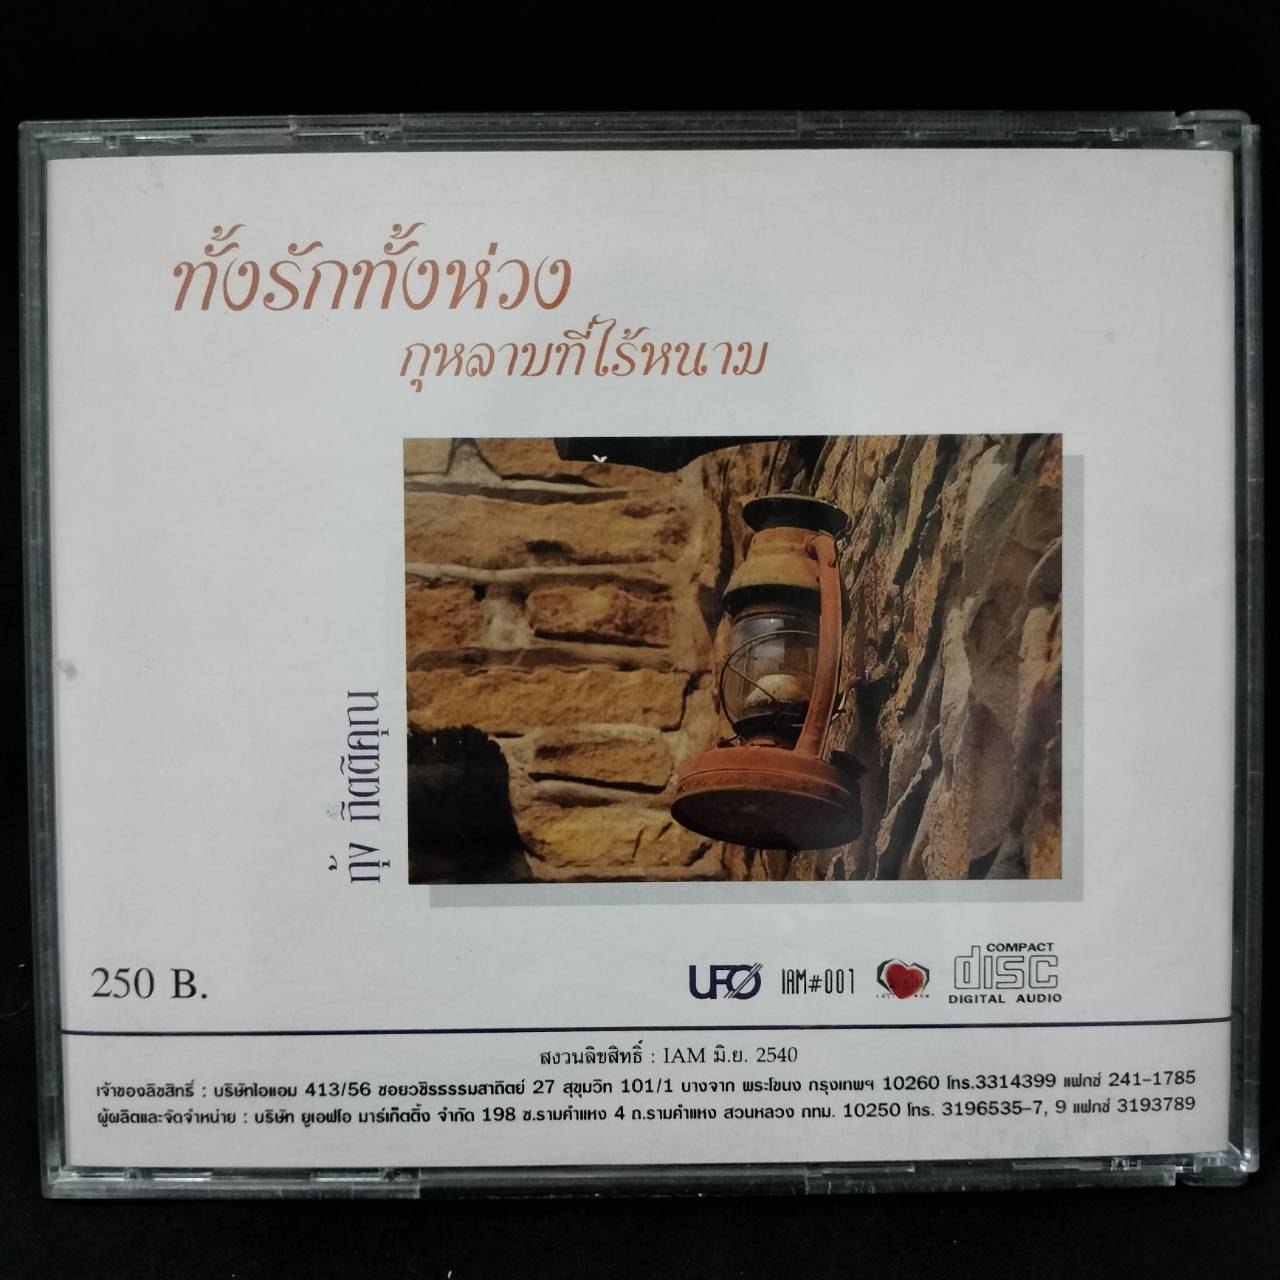 ทั้งรักทั้งห่วง
กุหลาบที่ไร้หนาม
กุ้ง กิตติคุณ
250 B.
UFO
IAM#001
COMPACT
disc
DIGITAL AUDIO
สงวนลิขสิทธิ์ : IAM มิ.ย. 2540
เจ้าของลิขสิทธิ์ : บริษัทไอแอม 413/56 ซอยวชิรธรรมสาถิตย์ 27 สุขุมวิท 101/1 บางจาก พระโขนง กรุงเทพฯ 10260 โทร.3314399 แฟกซ์ 241-1785
ผู้ผลิตและจัดจำหน่าย : บริษัท ยูเอฟโอ มาร์เก็ตติ้ง จำกัด 198 ซ.รามคำแหง 4 ถ.รามคำแหง สวนหลวง กทม. 10250 โทร. 3196535-7, 9 แฟกซ์ 3193789